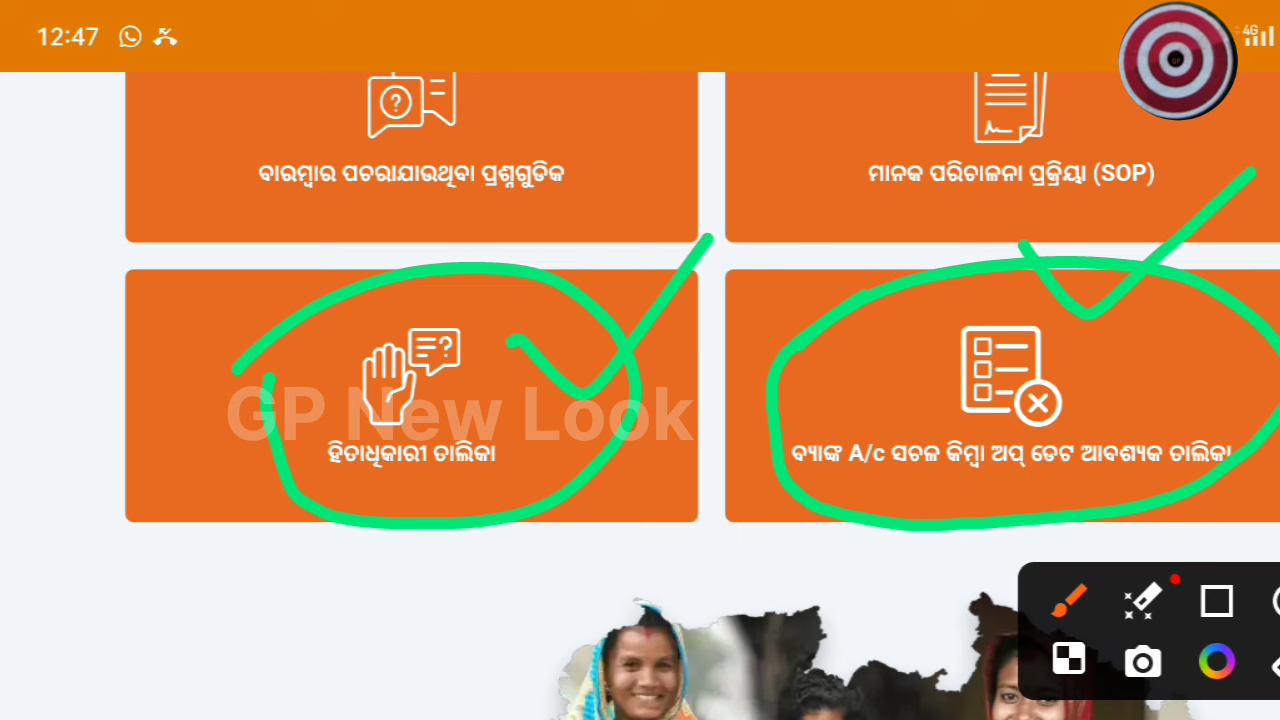 12:47
4G
ବାରମ୍ବାର ପଚରାଯାଉଥିବା ପ୍ରଶ୍ନଗୁଡିକ
ମାନକ ପରିଚାଳନା ପ୍ରକ୍ରିୟା (SOP)
GP New Look
ହିତାଧିକାରୀ ତାଲିକା
ବ୍ୟାଙ୍କ A/c ସଚଳ କିମ୍ବା ଅପ୍ ଡେଟ ଆବଶ୍ୟକ ତାଲିକା